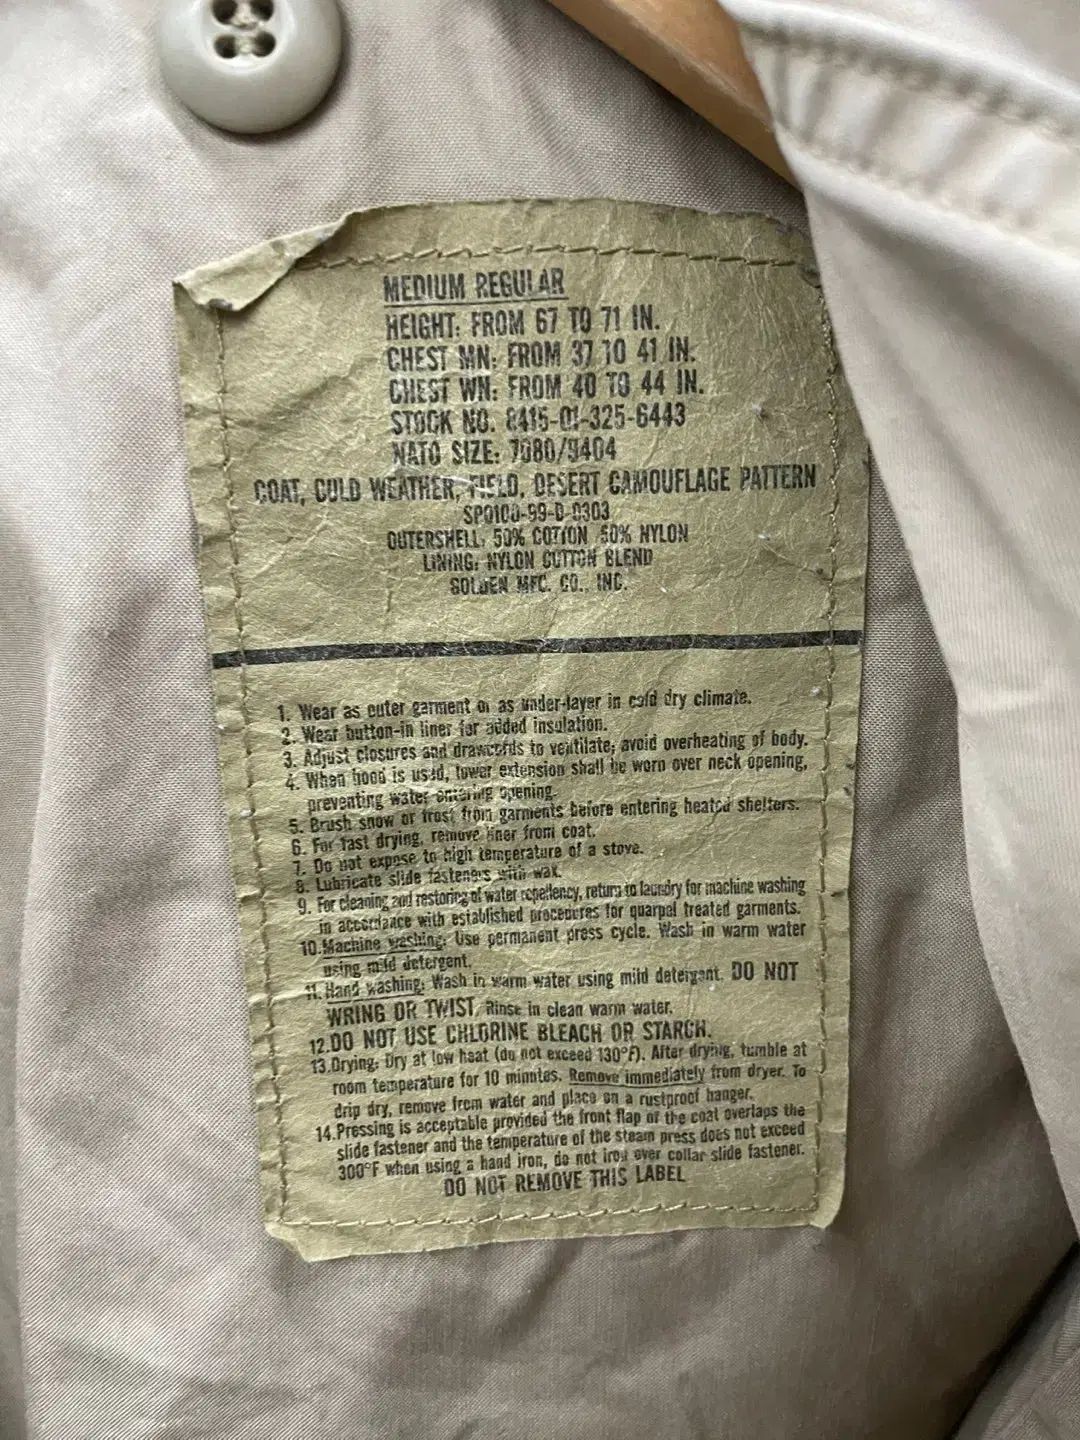 MEDIUM REGULAR
HEIGHT: FROM 67 TO 71 IN.
CHEST MN: FROM 37 TO 41 IN.
CHEST WN: FROM 40 TO 44 IN.
STOCK NO. 8415-01-325-6443
NATO SIZE: 7080/9404
COAT, COLD WEATHER, FIELD, DESERT CAMOUFLAGE PATTERN
SPO100-99-D-0303
OUTERSHELL: 50% COTTON 50% NYLON
LINING: NYLON COTTON BLEND
GOLDEN MFC. CO., INC.
1. Wear as outer garment or as under-layer in cold dry climate.
2. Wear button-in liner for added insulation.
3. Adjust closures and drawcords to ventilate; avoid overheating of body.
4. When hood is used, lower extension shall be worn over neck opening,
preventing water entering opening.
5. Brush snow or frost from garments before entering heated shelters.
6. For fast drying, remove liner from coat.
7. Do not expose to high temperature of a stove.
8. Lubricate slide fasteners with wax.
9. For cleaning and restoring of water repellency, return to laundry for machine washing
in accordance with established procedures for quarpal treated garments.
10. Machine washing: Use permanent press cycle. Wash in warm water
using mild detergent.
11. Hand washing: Wash in warm water using mild detergent. DO NOT
WRING OR TWIST. Rinse in clean warm water.
12. DO NOT USE CHLORINE BLEACH OR STARCH.
13. Drying: Dry at low heat (do not exceed 130°F). After drying, tumble at
room temperature for 10 minutes. Remove immediately from dryer. To
drip dry, remove from water and place on a rustproof hanger.
14. Pressing is acceptable provided the front flap of the coat overlaps the
slide fastener and the temperature of the steam press does not exceed
300°F when using a hand iron, do not iron over collar slide fastener.
DO NOT REMOVE THIS LABEL